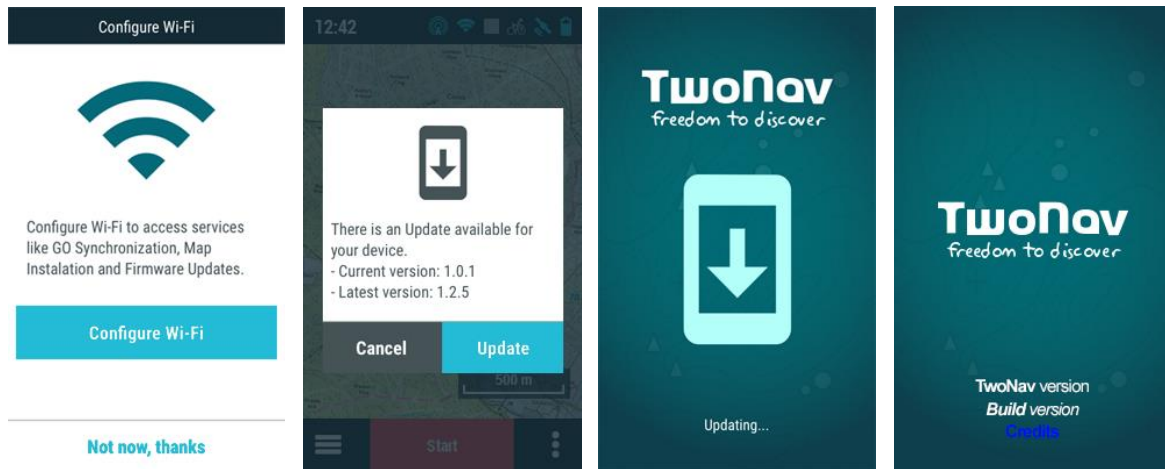 Configure Wi-Fi
Configure Wi-Fi to access services
like GO Synchronization, Map
Instalation and Firmware Updates.
Configure Wi-Fi
Not now, thanks
12:42
There is an Update available for
your device.
- Current version: 1.0.1
- Latest version: 1.2.5
Cancel
Update
500 m
Start
TwoNav
freedom to discover
Updating...
TwoNav
freedom to discover
TwoNav version
Build version
Credits